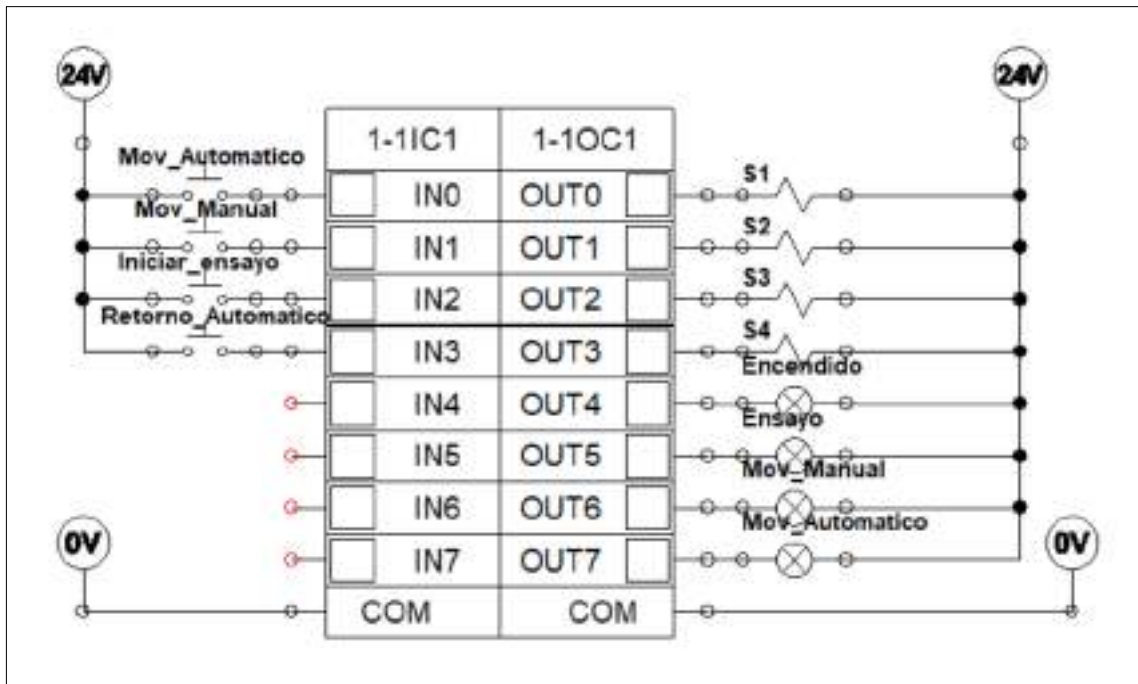 24V
24V
1-1IC1 1-1OC1
Mov_Automatico
IN0 OUT0
S1
Mov_Manual
IN1 OUT1
S2
Iniciar_ensayo
IN2 OUT2
S3
Retorno_Automatico
IN3 OUT3
S4
Encendido
IN4 OUT4
Ensayo
IN5 OUT5
Mov_Manual
IN6 OUT6
Mov_Automatico
0V
IN7 OUT7
0V
COM COM